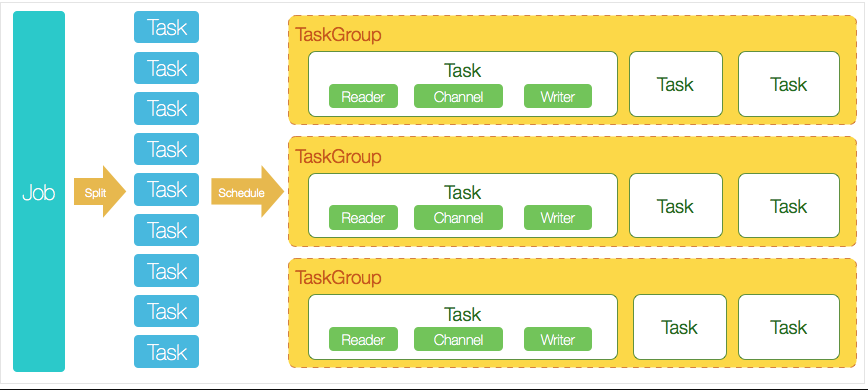 Job
Split
Task
Task
Task
Task
Task
Task
Task
Task
Task
Schedule
TaskGroup
Task
Reader
Channel
Writer
Task
Task
TaskGroup
Task
Reader
Channel
Writer
Task
Task
TaskGroup
Task
Reader
Channel
Writer
Task
Task